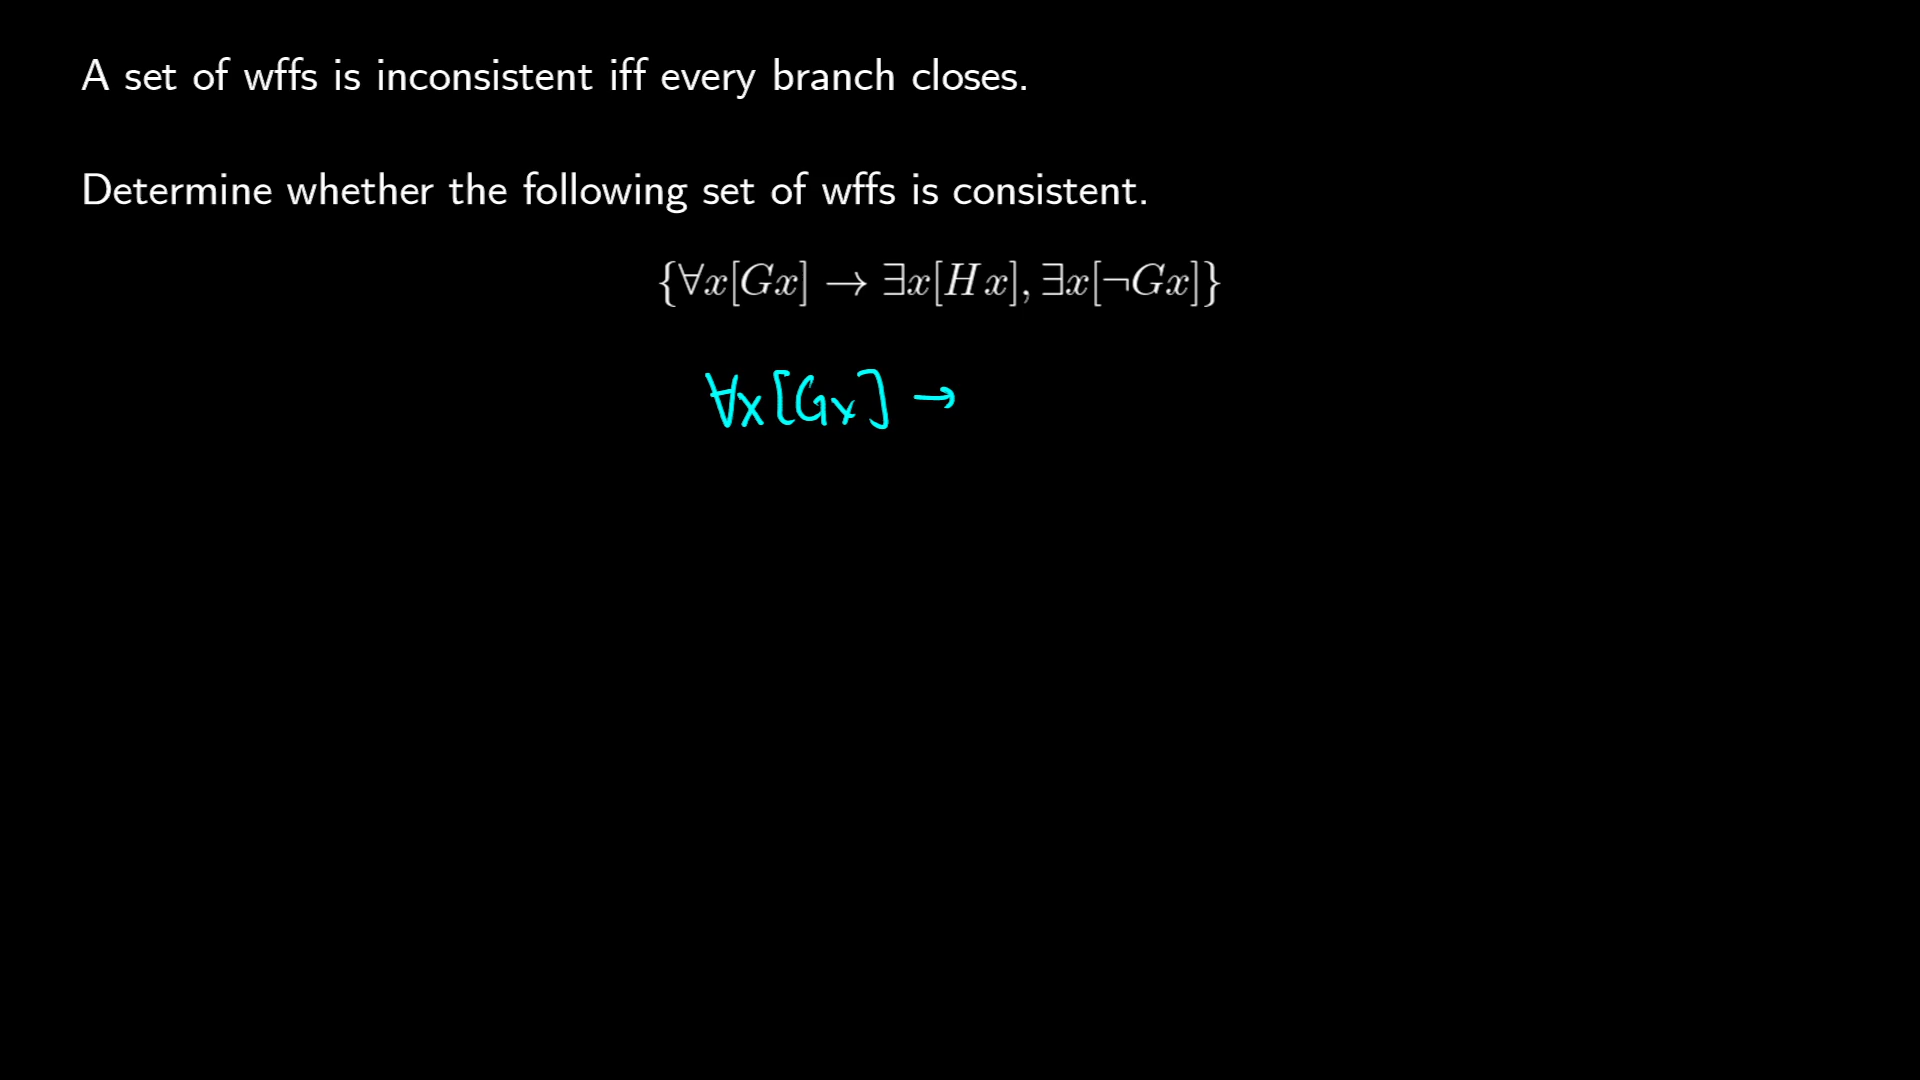 A set of wffs is inconsistent iff every branch closes.
Determine whether the following set of wffs is consistent.
{∀x[Gx] → ∃x[Hx], ∃x[¬Gx]}
∀x[Gx] →